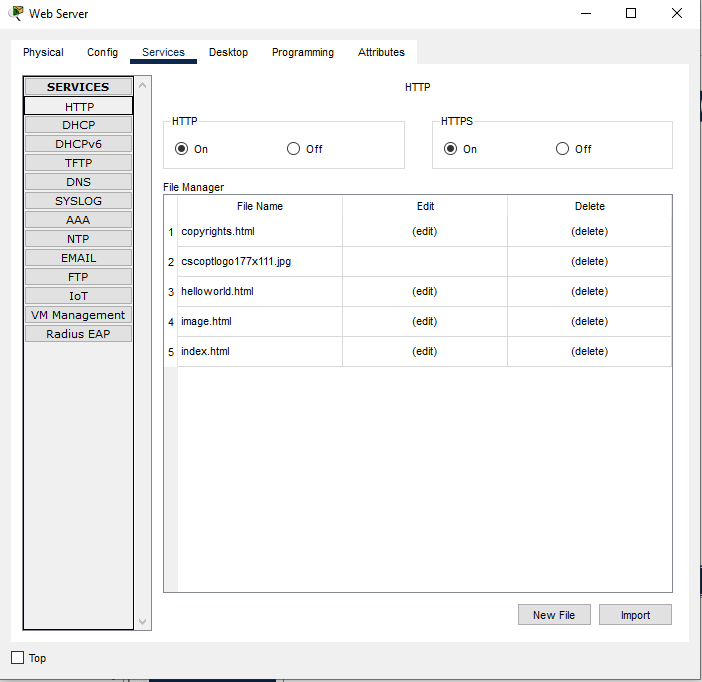 Web Server
Physical Config Services Desktop Programming Attributes
SERVICES
HTTP
DHCP
DHCPv6
TFTP
DNS
SYSLOG
AAA
NTP
EMAIL
FTP
IoT
VM Management
Radius EAP
HTTP
HTTP
On Off
HTTPS
On Off
File Manager
File Name Edit Delete
1 copyrights.html (edit) (delete)
2 cscoptlogo177x111.jpg (delete)
3 helloworld.html (edit) (delete)
4 image.html (edit) (delete)
5 index.html (edit) (delete)
New File Import
Top